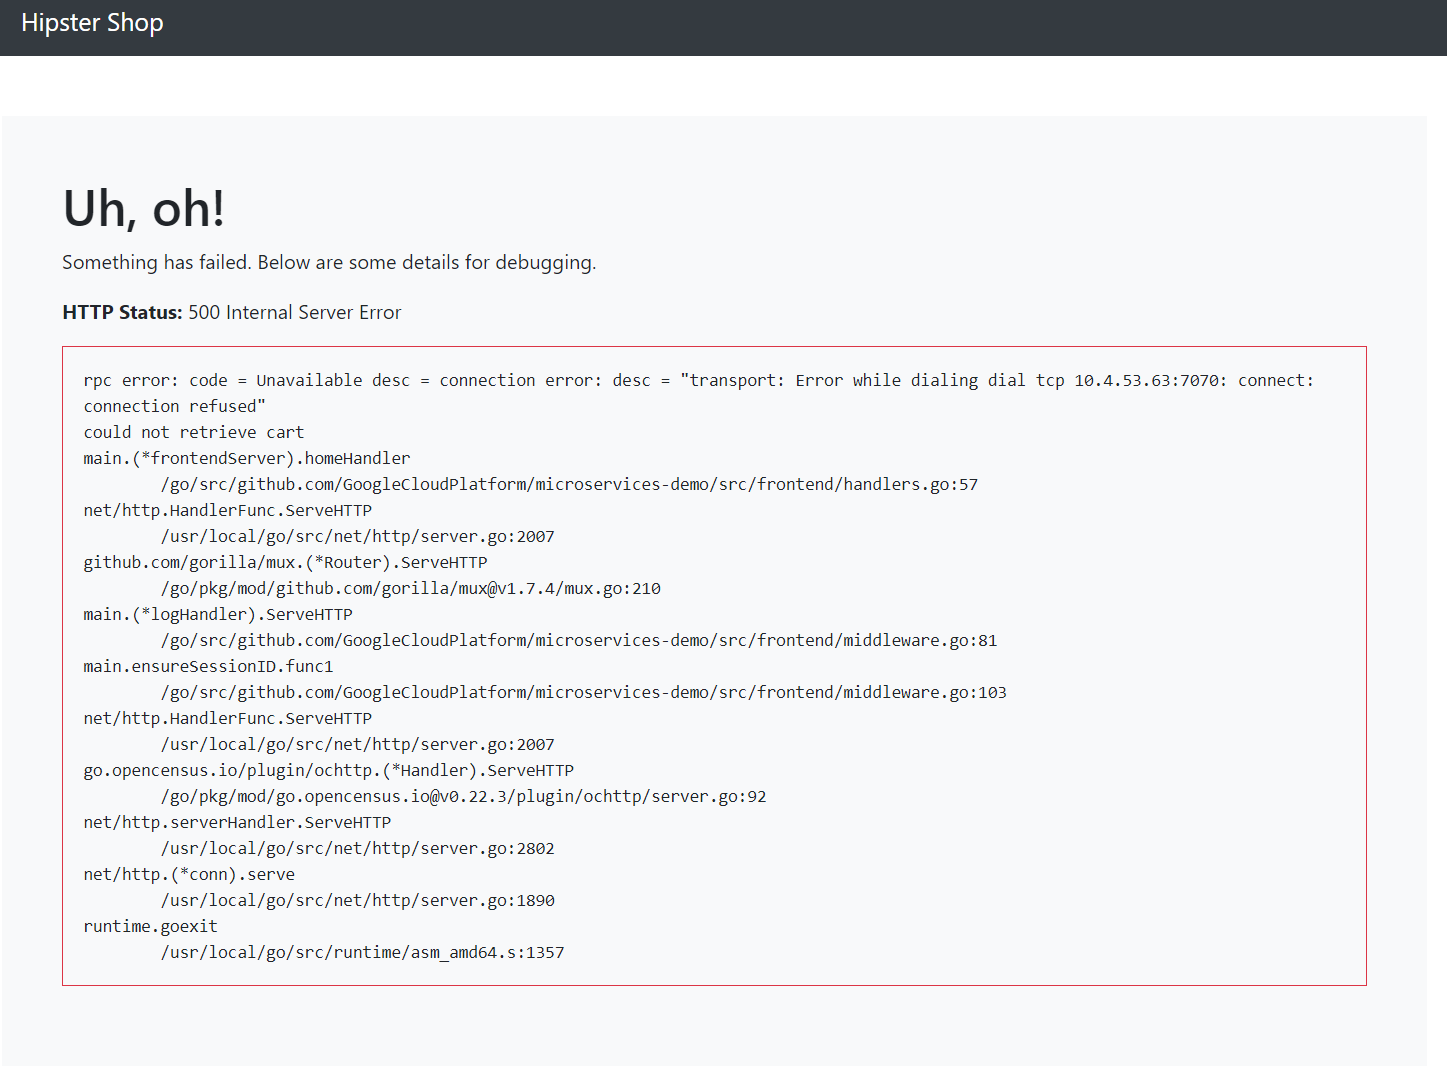 Hipster Shop
Uh, oh!
Something has failed. Below are some details for debugging.
HTTP Status: 500 Internal Server Error
rpc error: code = Unavailable desc = connection error: desc = "transport: Error while dialing dial tcp 10.4.53.63:7070: connect:
connection refused"
could not retrieve cart
main.(*frontendServer).homeHandler
	/go/src/github.com/GoogleCloudPlatform/microservices-demo/src/frontend/handlers.go:57
net/http.HandlerFunc.ServeHTTP
	/usr/local/go/src/net/http/server.go:2007
github.com/gorilla/mux.(*Router).ServeHTTP
	/go/pkg/mod/github.com/gorilla/mux@v1.7.4/mux.go:210
main.(*logHandler).ServeHTTP
	/go/src/github.com/GoogleCloudPlatform/microservices-demo/src/frontend/middleware.go:81
main.ensureSessionID.func1
	/go/src/github.com/GoogleCloudPlatform/microservices-demo/src/frontend/middleware.go:103
net/http.HandlerFunc.ServeHTTP
	/usr/local/go/src/net/http/server.go:2007
go.opencensus.io/plugin/ochttp.(*Handler).ServeHTTP
	/go/pkg/mod/go.opencensus.io@v0.22.3/plugin/ochttp/server.go:92
net/http.serverHandler.ServeHTTP
	/usr/local/go/src/net/http/server.go:2802
net/http.(*conn).serve
	/usr/local/go/src/net/http/server.go:1890
runtime.goexit
	/usr/local/go/src/runtime/asm_amd64.s:1357